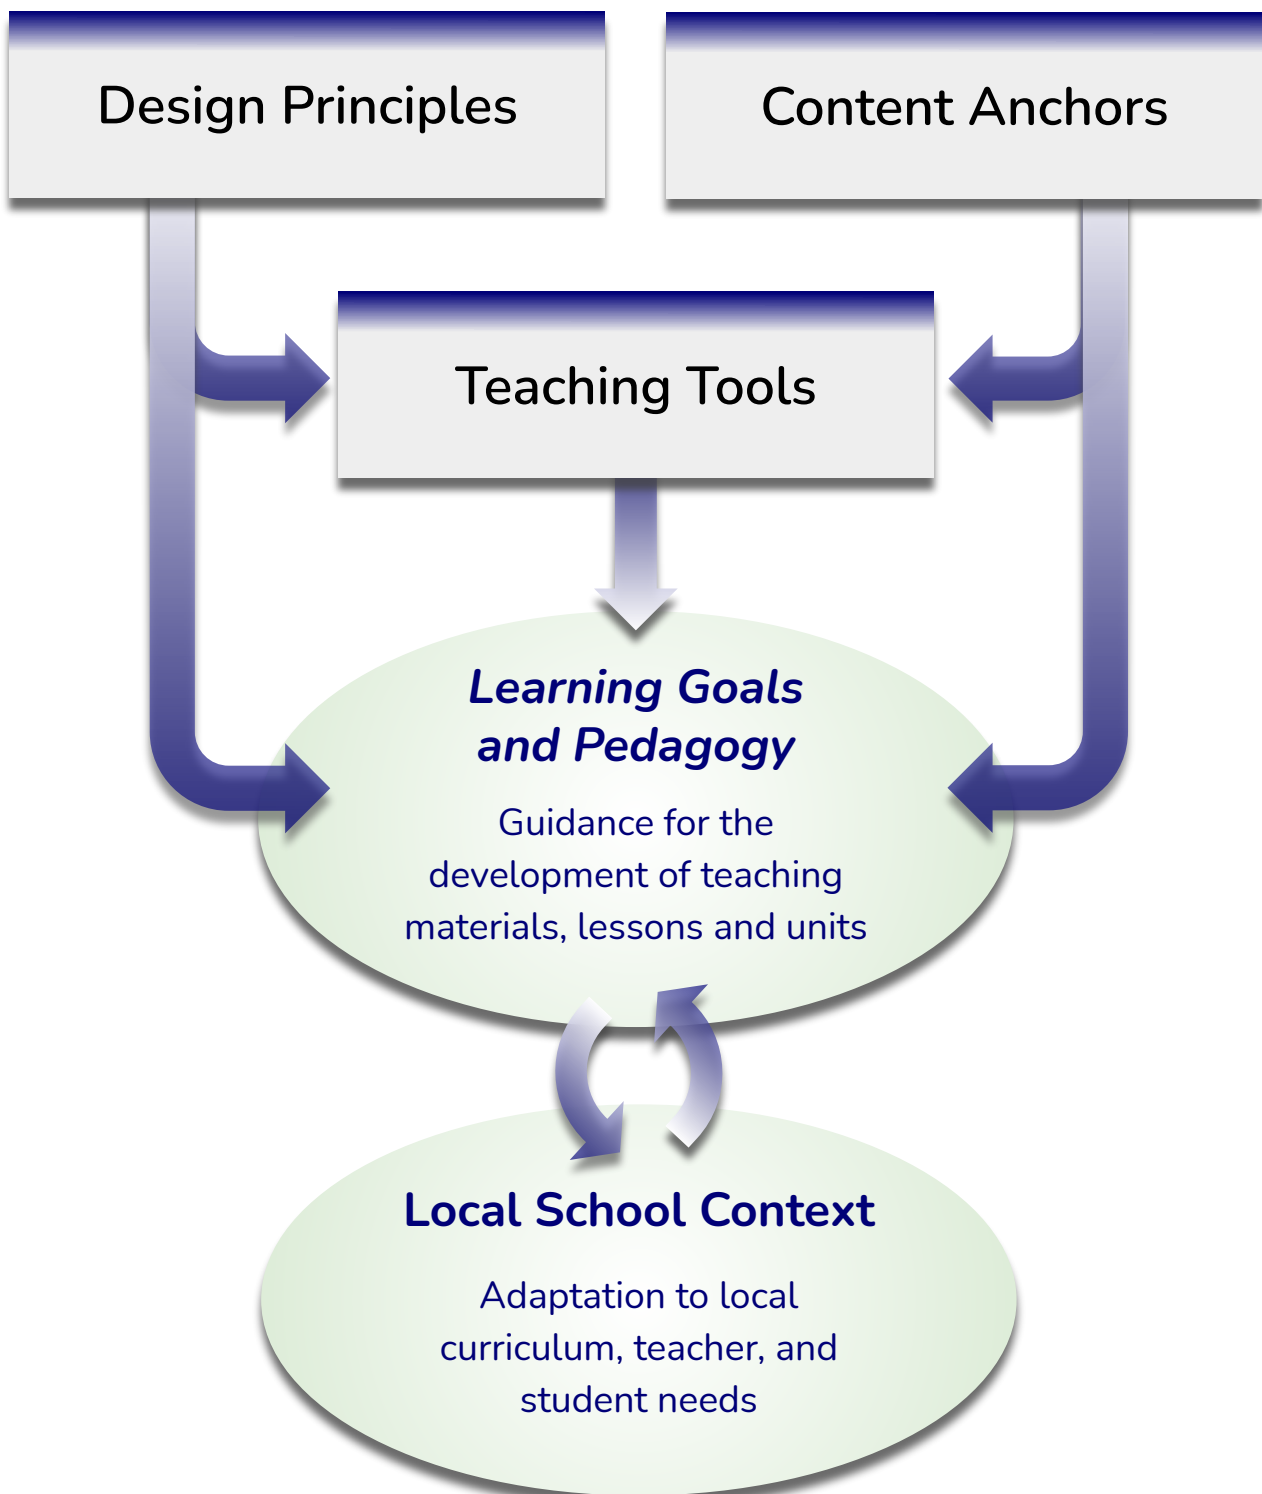 Design Principles
Content Anchors
Teaching Tools
Learning Goals
and Pedagogy
Guidance for the
development of teaching
materials, lessons and units
Local School Context
Adaptation to local
curriculum, teacher, and
student needs